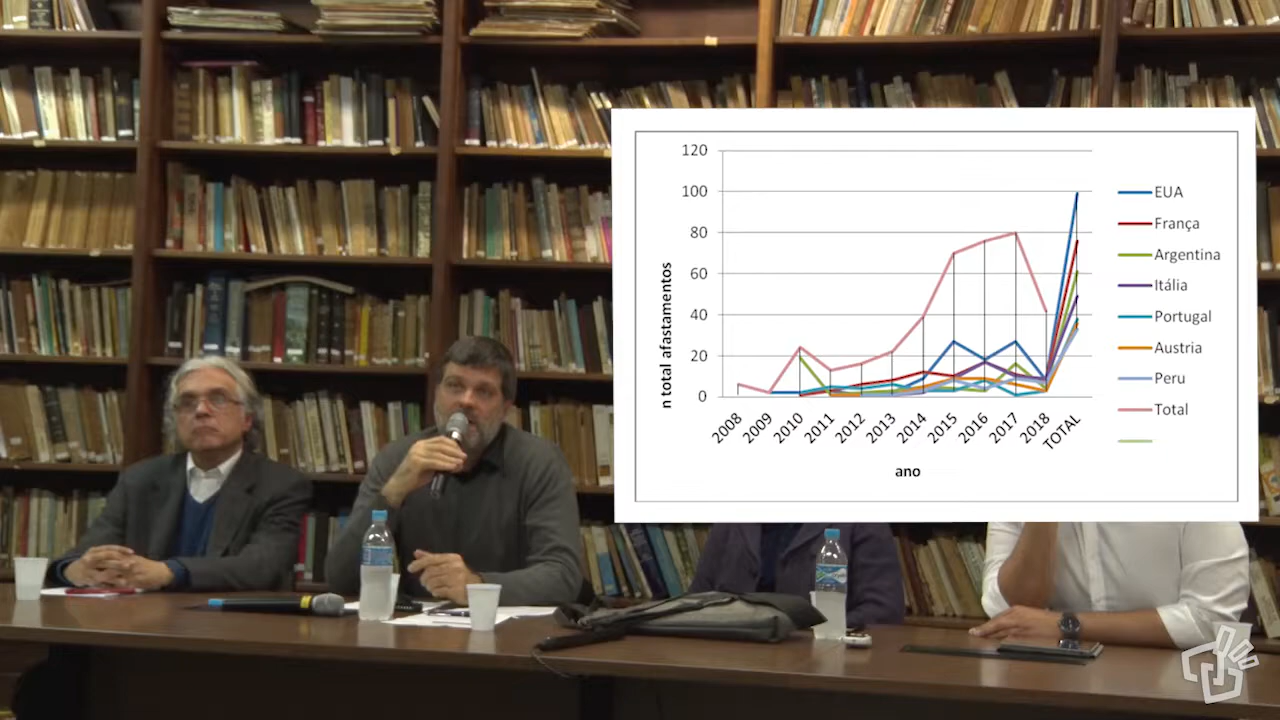 120
100
80
60
40
20
0
n total afastamentos
2008
2009
2010
2011
2012
2013
2014
2015
2016
2017
2018
TOTAL
ano
EUA
França
Argentina
Itália
Portugal
Austria
Peru
Total